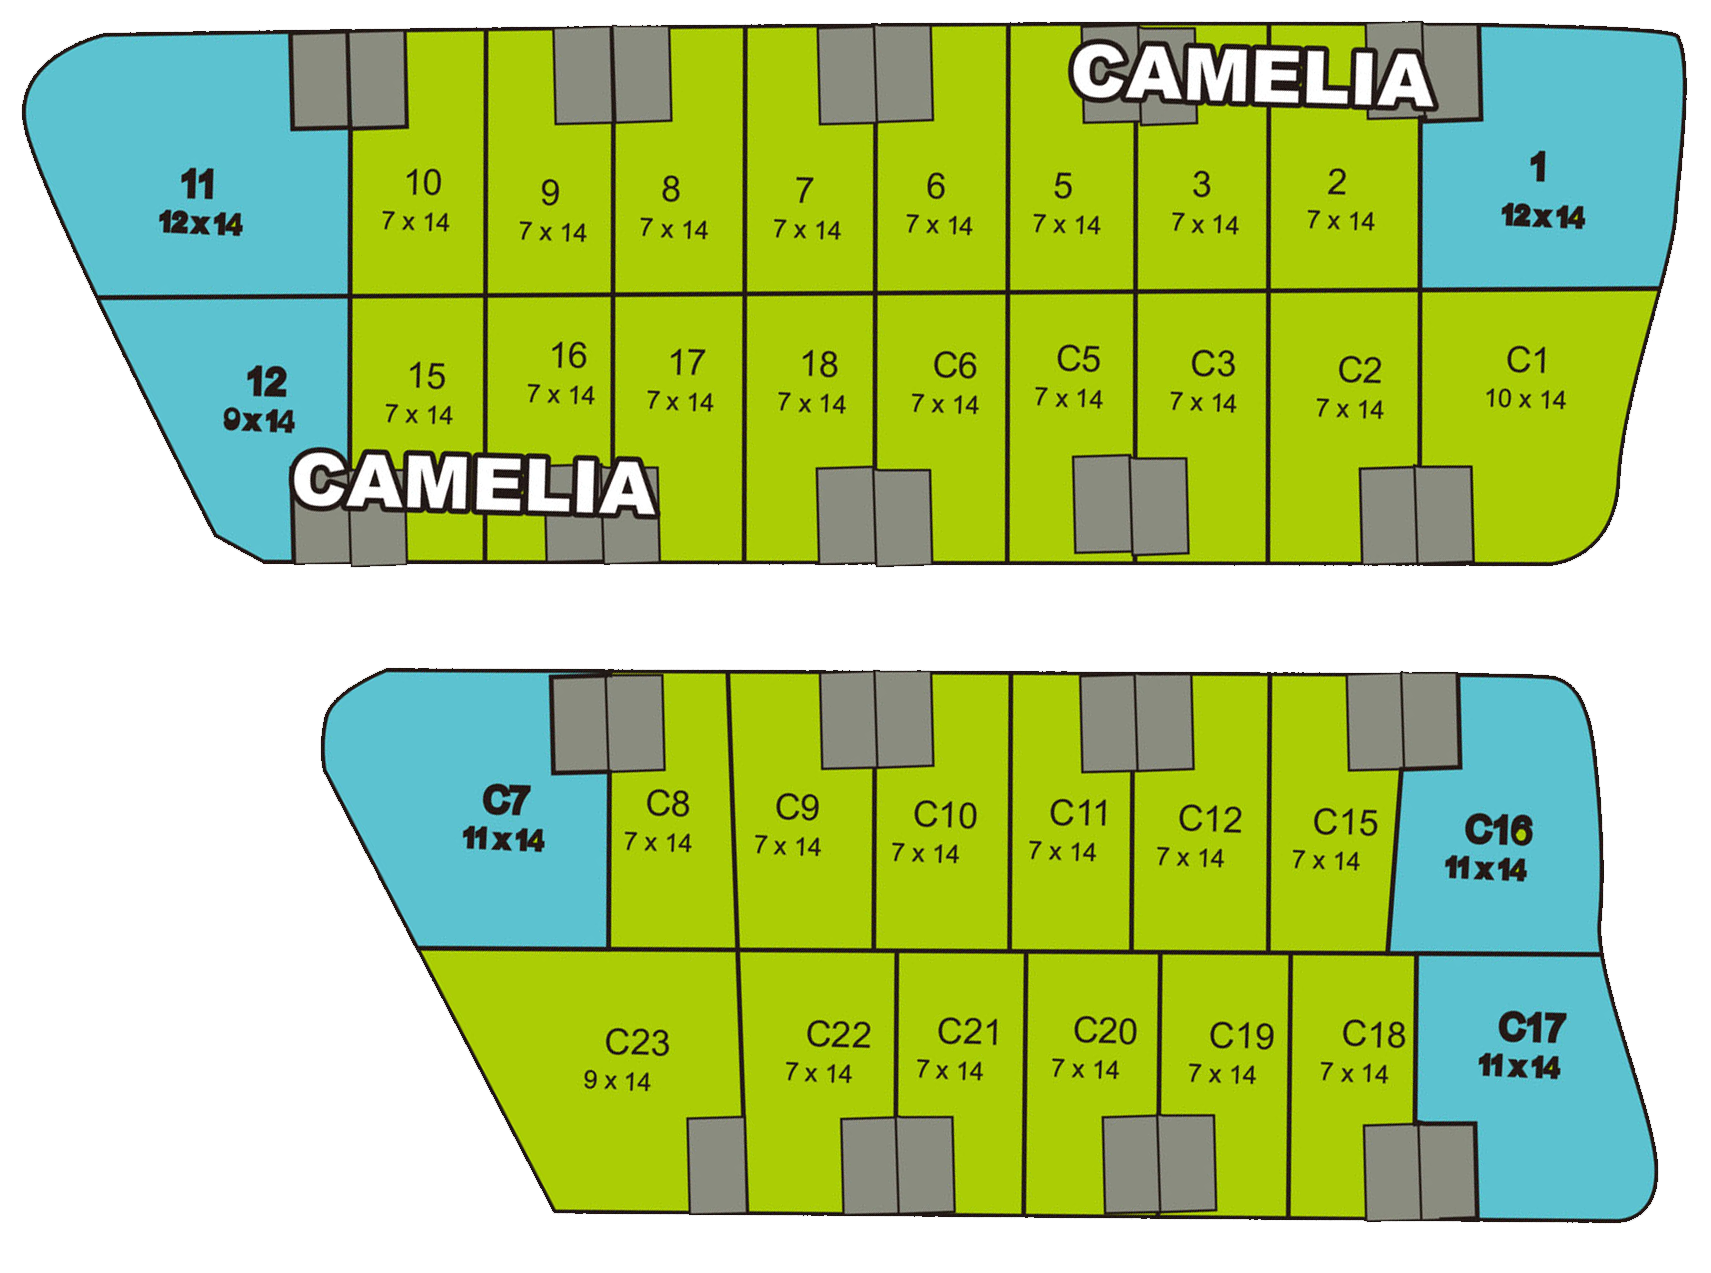 CAMELIA
11
12x14
10
7 x 14
9
7 x 14
8
7 x 14
7
7 x 14
6
7 x 14
5
7 x 14
3
7 x 14
2
7 x 14
1
12x14
12
9x14
15
7 x 14
16
7 x 14
17
7 x 14
18
7 x 14
C6
7 x 14
C5
7 x 14
C3
7 x 14
C2
7 x 14
C1
10 x 14
CAMELIA
C7
11x14
C8
7 x 14
C9
7 x 14
C10
7 x 14
C11
7 x 14
C12
7 x 14
C15
7 x 14
C16
11x14
C23
9 x 14
C22
7 x 14
C21
7 x 14
C20
7 x 14
C19
7 x 14
C18
7 x 14
C17
11x14